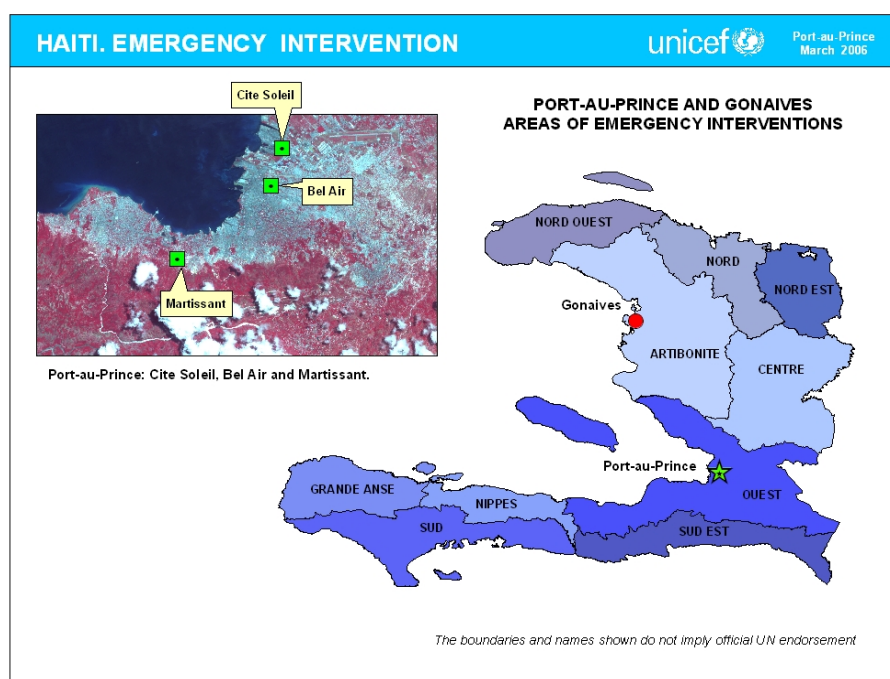 HAITI. EMERGENCY INTERVENTION
unicef
Port-au-Prince
March 2006
Cite Soleil
Bel Air
Martissant
Port-au-Prince: Cite Soleil, Bel Air and Martissant.
PORT-AU-PRINCE AND GONAIVES
AREAS OF EMERGENCY INTERVENTIONS
NORD OUEST
NORD
NORD EST
Gonaives
ARTIBONITE
CENTRE
Port-au-Prince
OUEST
GRANDE ANSE
NIPPES
SUD
SUD EST
The boundaries and names shown do not imply official UN endorsement